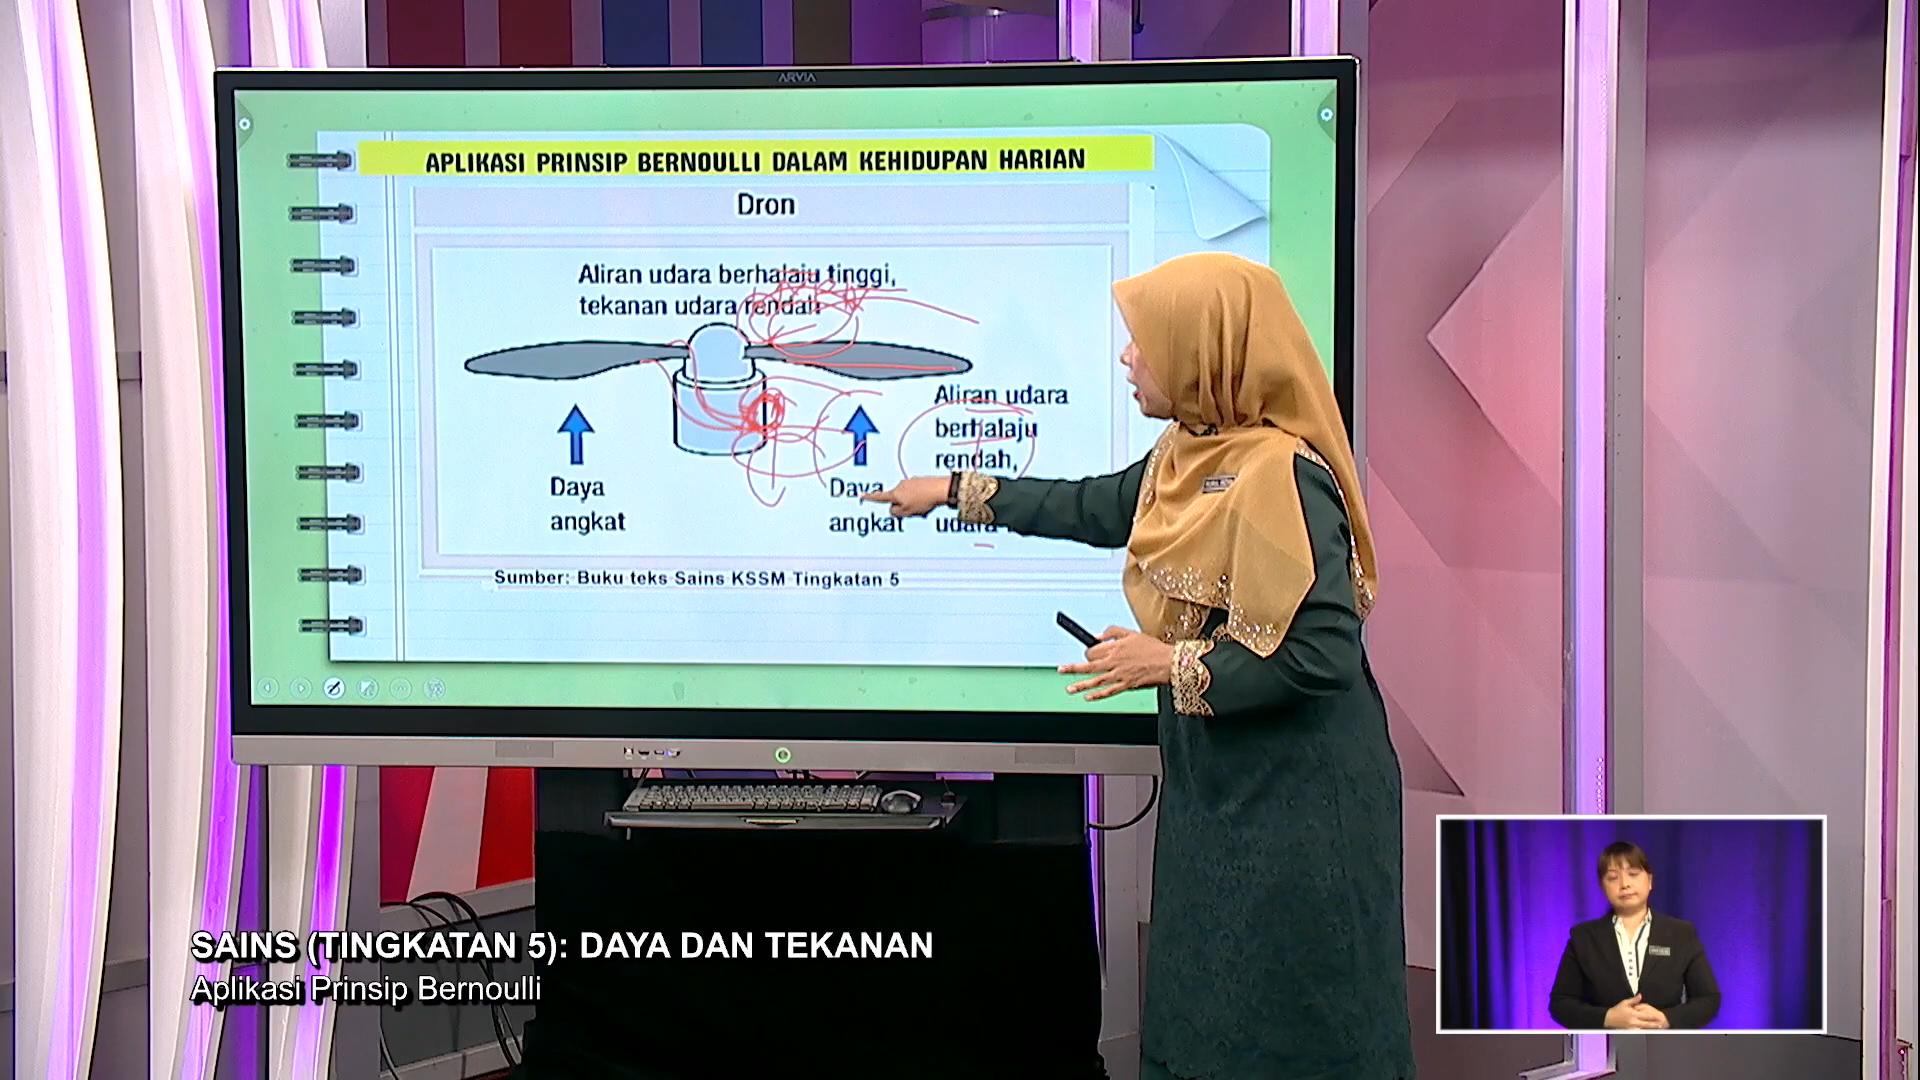 ARVIA
APLIKASI PRINSIP BERNOULLI DALAM KEHIDUPAN HARIAN
Dron
Aliran udara berhalaju tinggi,
tekanan udara rendah
Aliran udara
berhalaju
rendah,
Daya
angkat
Daya
angkat
udara
Sumber: Buku teks Sains KSSM Tingkatan 5
SAINS (TINGKATAN 5): DAYA DAN TEKANAN
Aplikasi Prinsip Bernoulli